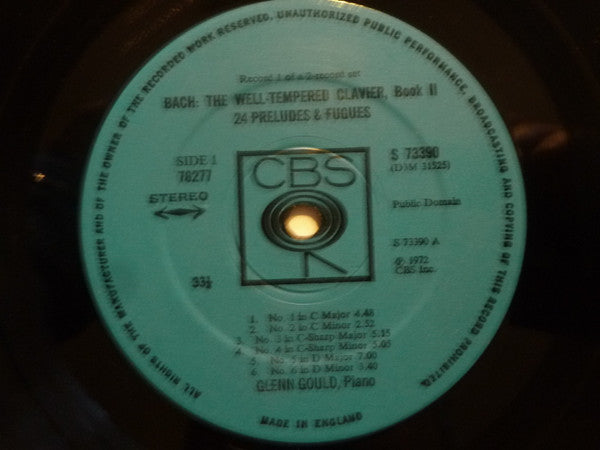 ALL RIGHTS OF THE MANUFACTURER AND OF THE OWNER OF THE RECORDED WORK RESERVED, UNAUTHORIZED PUBLIC PERFORMANCE, BROADCASTING AND COPYING OF THIS RECORD PROHIBITED.
Record 1 of a 2-record set
BACH: THE WELL-TEMPERED CLAVIER, Book II
24 PRELUDES & FUGUES
SIDE 1
78277
STEREO
CBS
S 73390
(D3M 31525)
Public Domain
S 73390 A
℗ 1972
CBS Inc.
33⅓
1. No. 1 in C Major 4.48
2. No. 2 in C Minor 2.52
3. No. 3 in C-Sharp Major 5.15
4. No. 4 in C-Sharp Minor 5.05
5. No. 5 in D Major 7.00
6. No. 6 in D Minor 3.40
GLENN GOULD, Piano
MADE IN ENGLAND